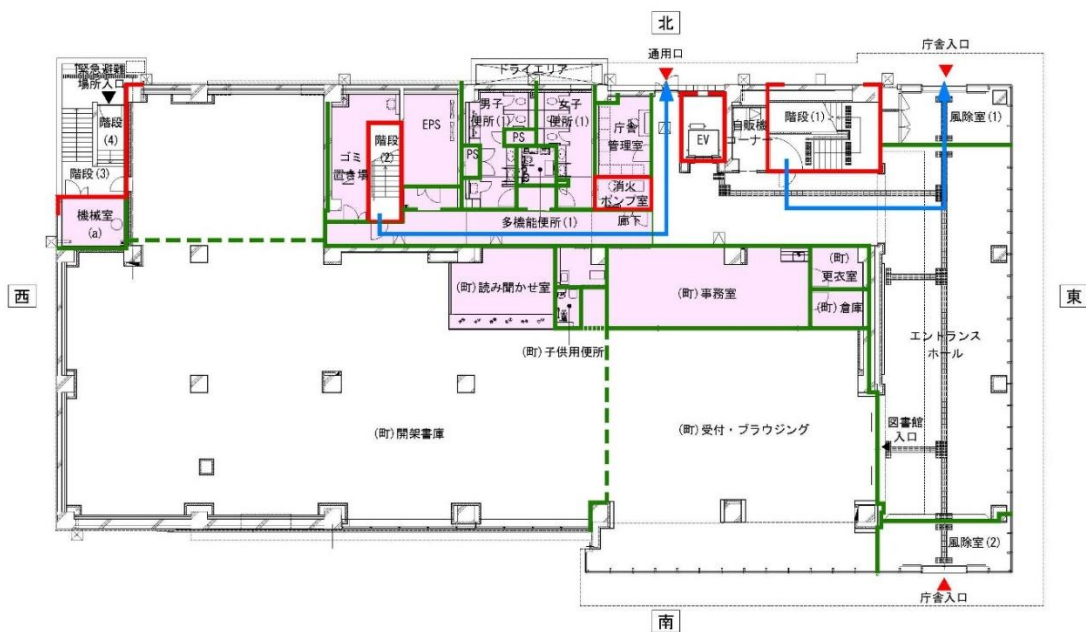 北
通用口
庁舎入口
緊急避難
場所入口
ドライエリア
階段
(4)
階段(3)
機械室
(a)
ゴミ
置き場
階段
(2)
EPS
男子
便所(1)
女子
便所(1)
PS
PS
庁舎
管理室
消火
ポンプ室
廊下
多機能便所(1)
EV
自販機
コーナー
階段(1)
風除室(1)
西
東
(町)読み聞かせ室
(町)事務室
(町)
更衣室
(町)倉庫
(町)子供用便所
エントランス
ホール
(町)開架書庫
(町)受付・ブラウジング
図書館
入口
風除室(2)
庁舎入口
南